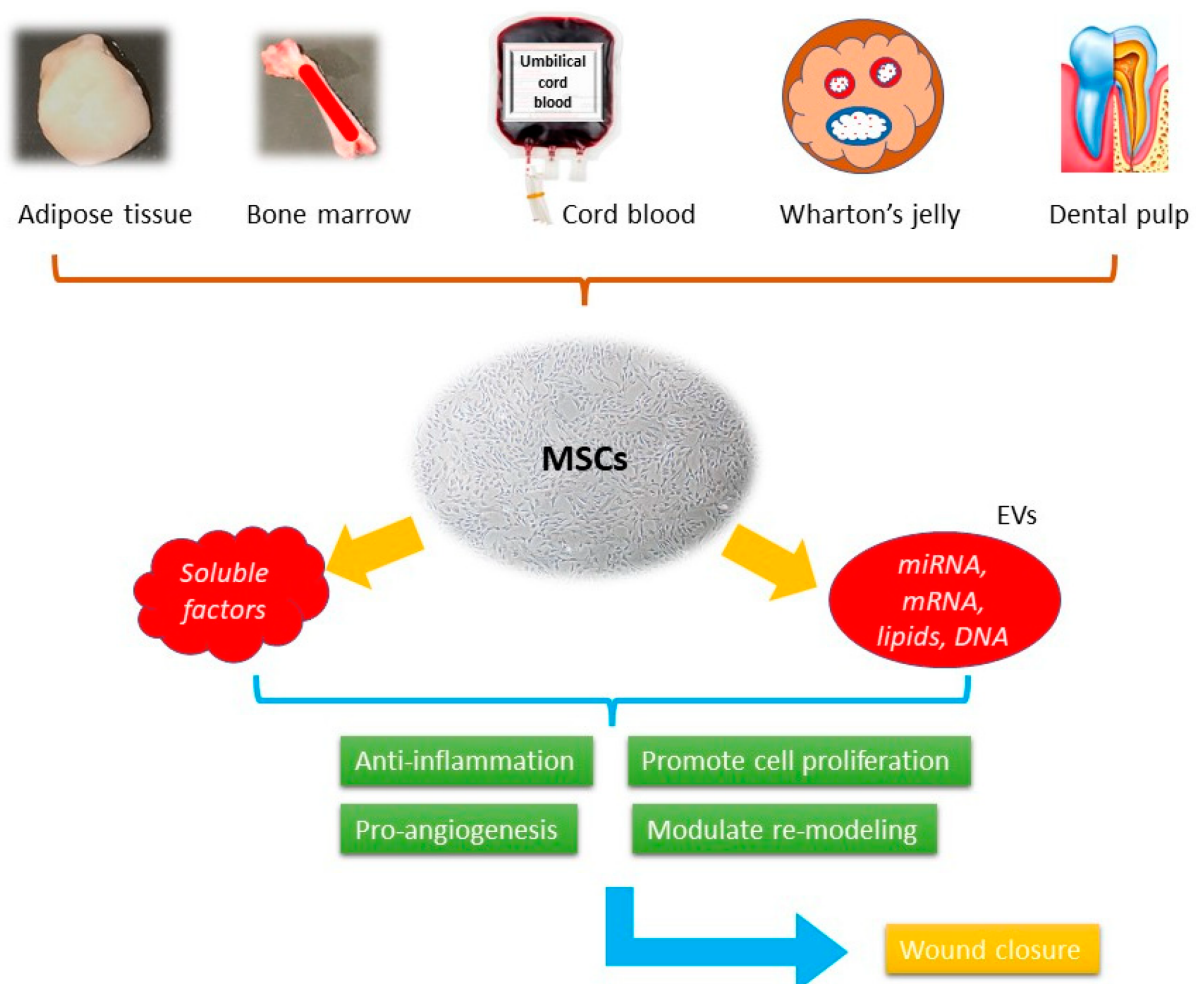 Umbilical
cord
blood
Adipose tissue
Bone marrow
Cord blood
Wharton’s jelly
Dental pulp
MSCs
EVs
Soluble
factors
miRNA,
mRNA,
lipids, DNA
Anti-inflammation
Promote cell proliferation
Pro-angiogenesis
Modulate re-modeling
Wound closure